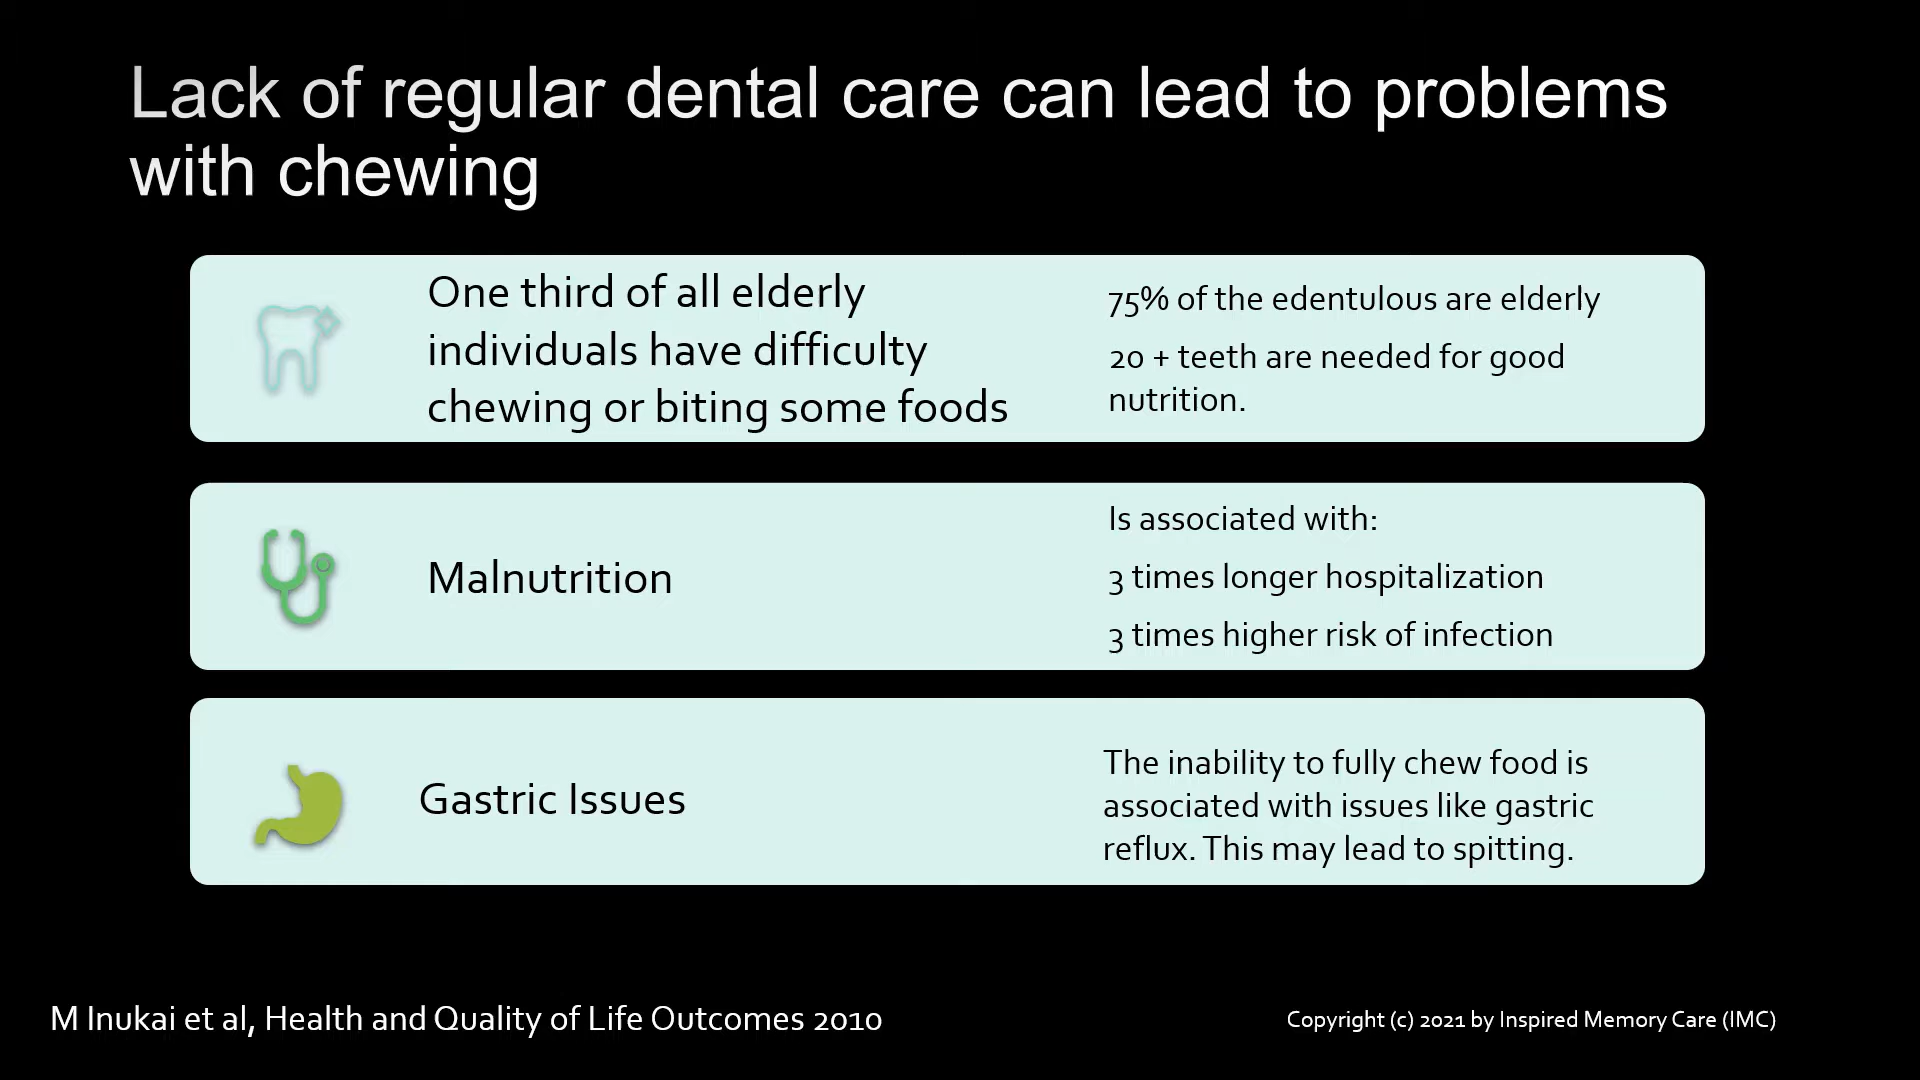 Lack of regular dental care can lead to problems
with chewing
One third of all elderly
individuals have difficulty
chewing or biting some foods
75% of the edentulous are elderly
20 + teeth are needed for good
nutrition.
Malnutrition
Is associated with:
3 times longer hospitalization
3 times higher risk of infection
Gastric Issues
The inability to fully chew food is
associated with issues like gastric
reflux. This may lead to spitting.
M Inukai et al, Health and Quality of Life Outcomes 2010
Copyright (c) 2021 by Inspired Memory Care (IMC)